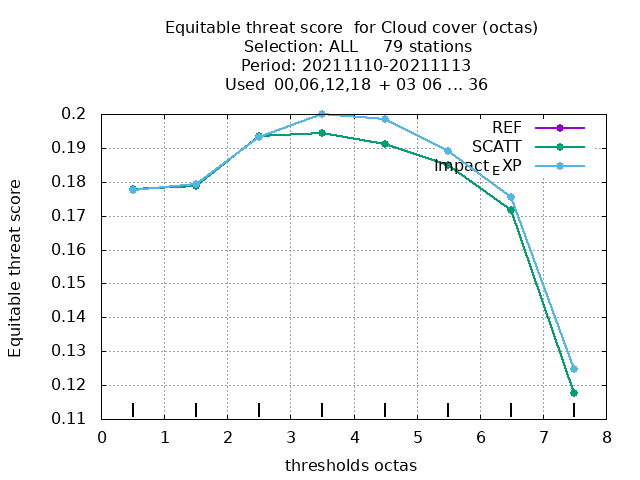 Equitable threat score  for Cloud cover (octas)
Selection: ALL     79 stations
Period: 20211110-20211113
Used  00,06,12,18  + 03 06 ... 36
REF
SCATT
Impact_EXP
Equitable threat score
0.2
0.19
0.18
0.17
0.16
0.15
0.14
0.13
0.12
0.11
0 1 2 3 4 5 6 7 8
thresholds octas